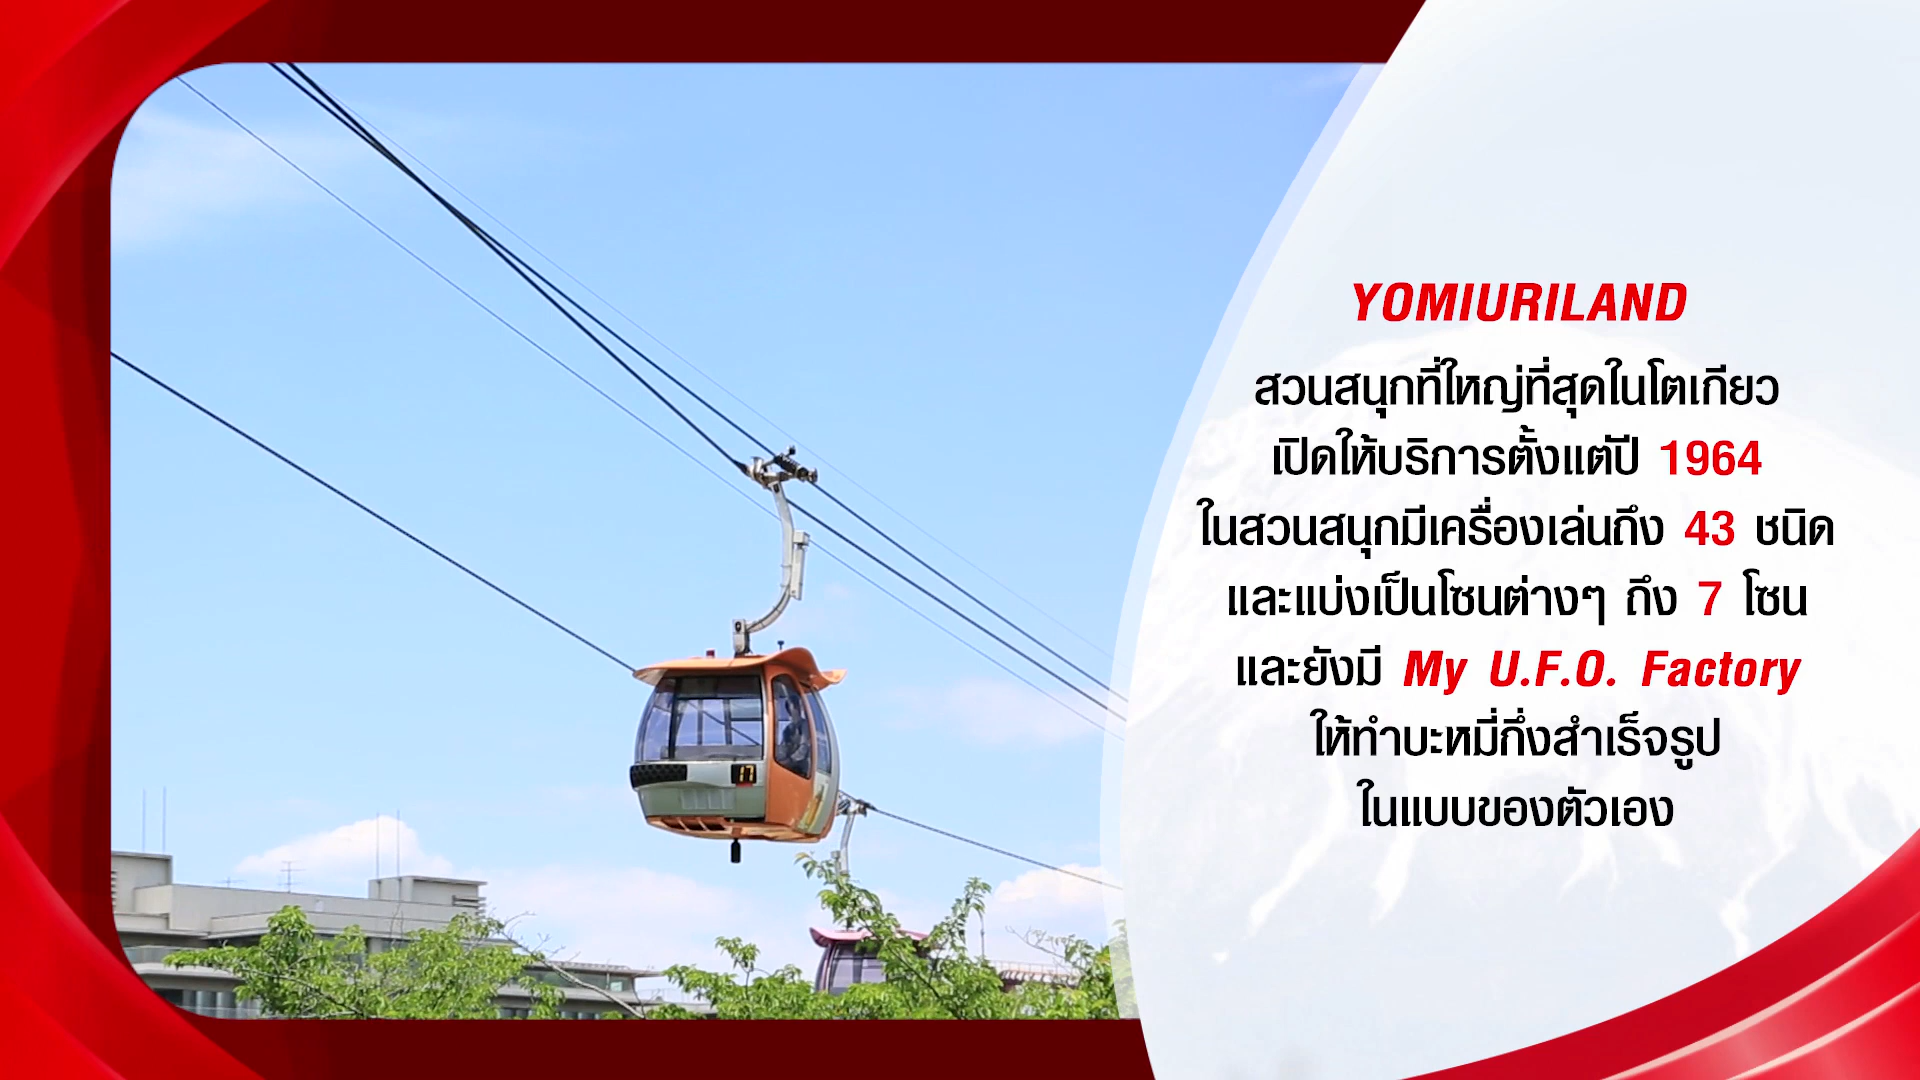 YOMIURILAND
สวนสนุกที่ใหญ่ที่สุดในโตเกียว
เปิดให้บริการตั้งแต่ปี 1964
ในสวนสนุกมีเครื่องเล่นถึง 43 ชนิด
และแบ่งเป็นโซนต่างๆ ถึง 7 โซน
และยังมี My U.F.O. Factory
ให้ทำบะหมี่กึ่งสำเร็จรูป
ในแบบของตัวเอง
17